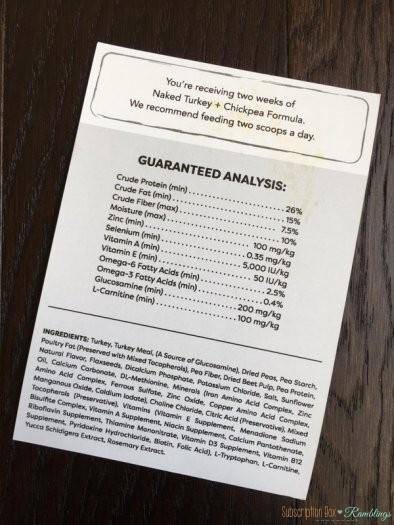 You're receiving two weeks of
Naked Turkey + Chickpea Formula.
We recommend feeding two scoops a day.
GUARANTEED ANALYSIS:
Crude Protein (min) 26%
Crude Fat (min) 15%
Crude Fiber (max) 7.5%
Moisture (max) 10%
Zinc (min) 100 mg/kg
Selenium (min) 0.35 mg/kg
Vitamin A (min) 5,000 IU/kg
Vitamin E (min) 50 IU/kg
Omega-6 Fatty Acids (min) 2.5%
Omega-3 Fatty Acids (min) 0.4%
Glucosamine (min) 200 mg/kg
L-Carnitine (min) 100 mg/kg
INGREDIENTS: Turkey, Turkey Meal, (A Source of Glucosamine), Dried Peas, Pea Starch,
Poultry Fat (Preserved with Mixed Tocopherols), Pea Fiber, Dried Beet Pulp, Pea Protein,
Natural Flavor, Flaxseeds, Dicalcium Phosphate, Potassium Chloride, Salt, Sunflower
Oil, Calcium Carbonate, DL-Methionine, Minerals (Iron Amino Acid Complex, Zinc
Amino Acid Complex, Ferrous Sulfate, Zinc Oxide, Copper Amino Acid Complex,
Manganous Oxide, Calcium Iodate), Choline Chloride, Citric Acid (Preservative), Mixed
Tocopherols (Preservative), Vitamins (Vitamin E Supplement, Menadione Sodium
Bisulfite Complex, Vitamin A Supplement, Niacin Supplement, Calcium Pantothenate,
Riboflavin Supplement, Thiamine Mononitrate, Vitamin D3 Supplement, Vitamin B12
Supplement, Pyridoxine Hydrochloride, Biotin, Folic Acid), L-Tryptophan, L-Carnitine,
Yucca Schidigera Extract, Rosemary Extract.
Subscription Box Ramblings